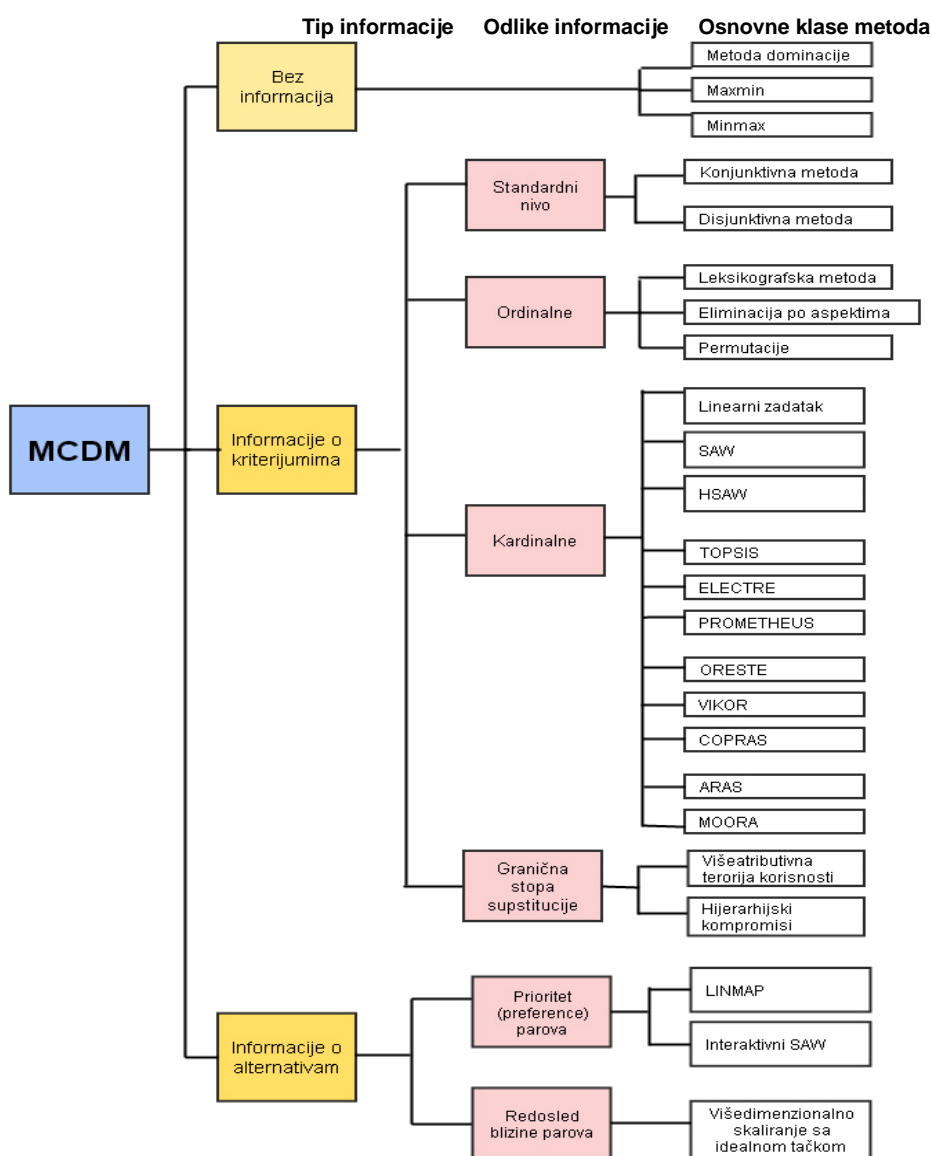 Tip informacije Odlike informacije Osnovne klase metoda
Bez
informacija
Metoda dominacije
Maxmin
Minmax
Standardni
nivo
Konjunktivna metoda
Disjunktivna metoda
Ordinalne
Leksikografska metoda
Eliminacija po aspektima
Permutacije
MCDM
Informacije o
kriterijumima
Kardinalne
Linearni zadatak
SAW
HSAW
TOPSIS
ELECTRE
PROMETHEUS
ORESTE
VIKOR
COPRAS
ARAS
MOORA
Granična
stopa
supstitucije
Višeatributivna
terorija korisnosti
Hijerarhijski
kompromisi
Informacije o
alternativam
Prioritet
(preference)
parova
LINMAP
Interaktivni SAW
Redosled
blizine parova
Višedimenzionalno
skaliranje sa
idealnom tačkom